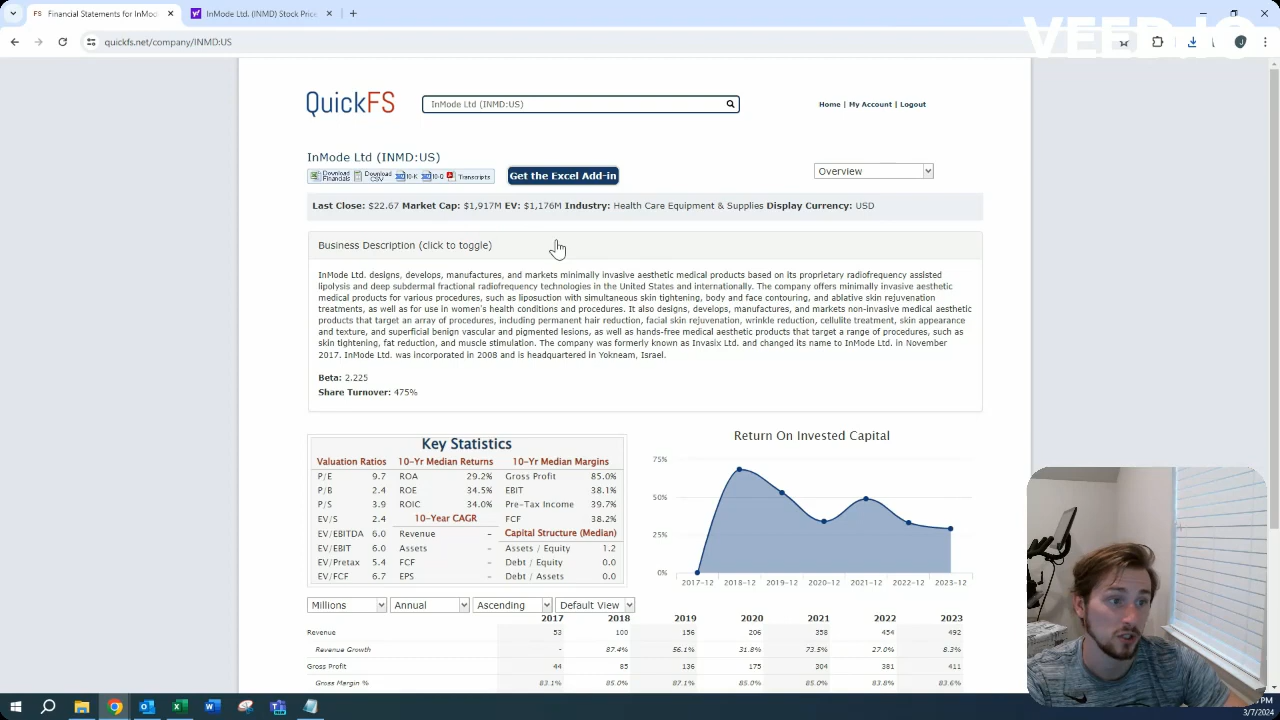 FS Financial Statements for InMod
InMode Ltd. (INMD) Stock Price
quickfs.net/company/INMD:US
VEED.IO
QuickFS
InMode Ltd (INMD:US)
Home | My Account | Logout
InMode Ltd (INMD:US)
Download Financials Download CSV 10-K 10-Q Transcripts
Get the Excel Add-in
Overview
Last Close: $22.67 Market Cap: $1,917M EV: $1,176M Industry: Health Care Equipment & Supplies Display Currency: USD
Business Description (click to toggle)
InMode Ltd. designs, develops, manufactures, and markets minimally invasive aesthetic medical products based on its proprietary radiofrequency assisted
lipolysis and deep subdermal fractional radiofrequency technologies in the United States and internationally. The company offers minimally invasive aesthetic
medical products for various procedures, such as liposuction with simultaneous skin tightening, body and face contouring, and ablative skin rejuvenation
treatments, as well as for use in women's health conditions and procedures. It also designs, develops, manufactures, and markets non-invasive medical aesthetic
products that target an array of procedures, including permanent hair reduction, facial skin rejuvenation, wrinkle reduction, cellulite treatment, skin appearance
and texture, and superficial benign vascular and pigmented lesions, as well as hands-free medical aesthetic products that target a range of procedures, such as
skin tightening, fat reduction, and muscle stimulation. The company was formerly known as Invasix Ltd. and changed its name to InMode Ltd. in November
2017. InMode Ltd. was incorporated in 2008 and is headquartered in Yokneam, Israel.
Beta: 2.225
Share Turnover: 475%
Key Statistics
Valuation Ratios 10-Yr Median Returns 10-Yr Median Margins
P/E 9.7 ROA 29.2% Gross Profit 85.0%
P/B 2.4 ROE 34.5% EBIT 38.1%
P/S 3.9 ROIC 34.0% Pre-Tax Income 39.7%
EV/S 2.4 10-Year CAGR FCF 38.2%
EV/EBITDA 6.0 Revenue – Capital Structure (Median)
EV/EBIT 6.0 Assets – Assets / Equity 1.2
EV/Pretax 5.4 FCF – Debt / Equity 0.0
EV/FCF 6.7 EPS – Debt / Assets 0.0
Return On Invested Capital
75%
50%
25%
0%
2017-12 2018-12 2019-12 2020-12 2021-12 2022-12 2023-12
Millions Annual Ascending Default View
2017 2018 2019 2020 2021 2022 2023
Revenue 53 100 156 206 358 454 492
Revenue Growth - 87.4% 56.1% 31.8% 73.5% 27.0% 8.3%
Gross Profit 44 85 136 175 304 381 411
Gross Margin % 83.1% 85.0% 87.1% 85.0% 85.0% 83.8% 83.6%
PM
3/7/2024